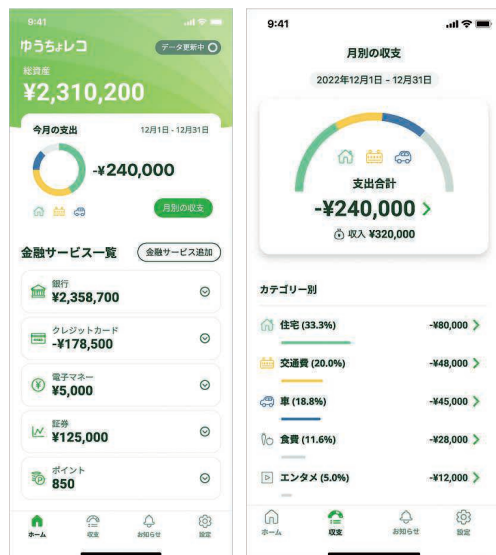 9:41
ゆうちょレコ
データ更新中
総資産
¥2,310,200
今月の支出
12月1日 - 12月31日
-¥240,000
月別の収支
金融サービス一覧
金融サービス追加
銀行
¥2,358,700
クレジットカード
-¥178,500
電子マネー
¥5,000
証券
¥125,000
ポイント
850
ホーム
収支
お知らせ
設定
9:41
月別の収支
2022年12月1日 - 12月31日
支出合計
-¥240,000
収入 ¥320,000
カテゴリー別
住宅 (33.3%)
-¥80,000
交通費 (20.0%)
-¥48,000
車 (18.8%)
-¥45,000
食費 (11.6%)
-¥28,000
エンタメ (5.0%)
-¥12,000
ホーム
収支
お知らせ
設定